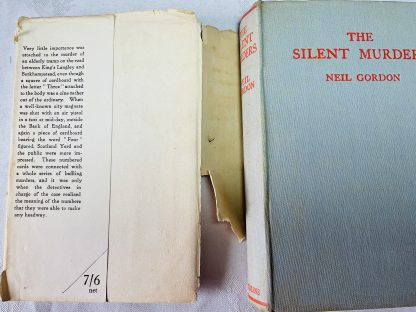 Very little importance was
attached to the murder of
an elderly tramp on the road
between King's Langley and
Berkhampstead, even though
a square of cardboard with
the letter "Three" attached
to the body was a clue rather
out of the ordinary. When
a well-known city magnate
was shot with an air pistol
in a taxi at mid-day, outside
the Bank of England, and
again a piece of cardboard
bearing the word "Four"
figured, Scotland Yard and
the public were more im-
pressed. These numbered
cards were connected with
a whole series of baffling
murders, and it was only
when the detectives in
charge of the case realised
the meaning of the numbers
that they were able to make
any headway.
7/6
net
THE
NEIL
GORDON
THE
SILENT MURDERS
NEIL GORDON